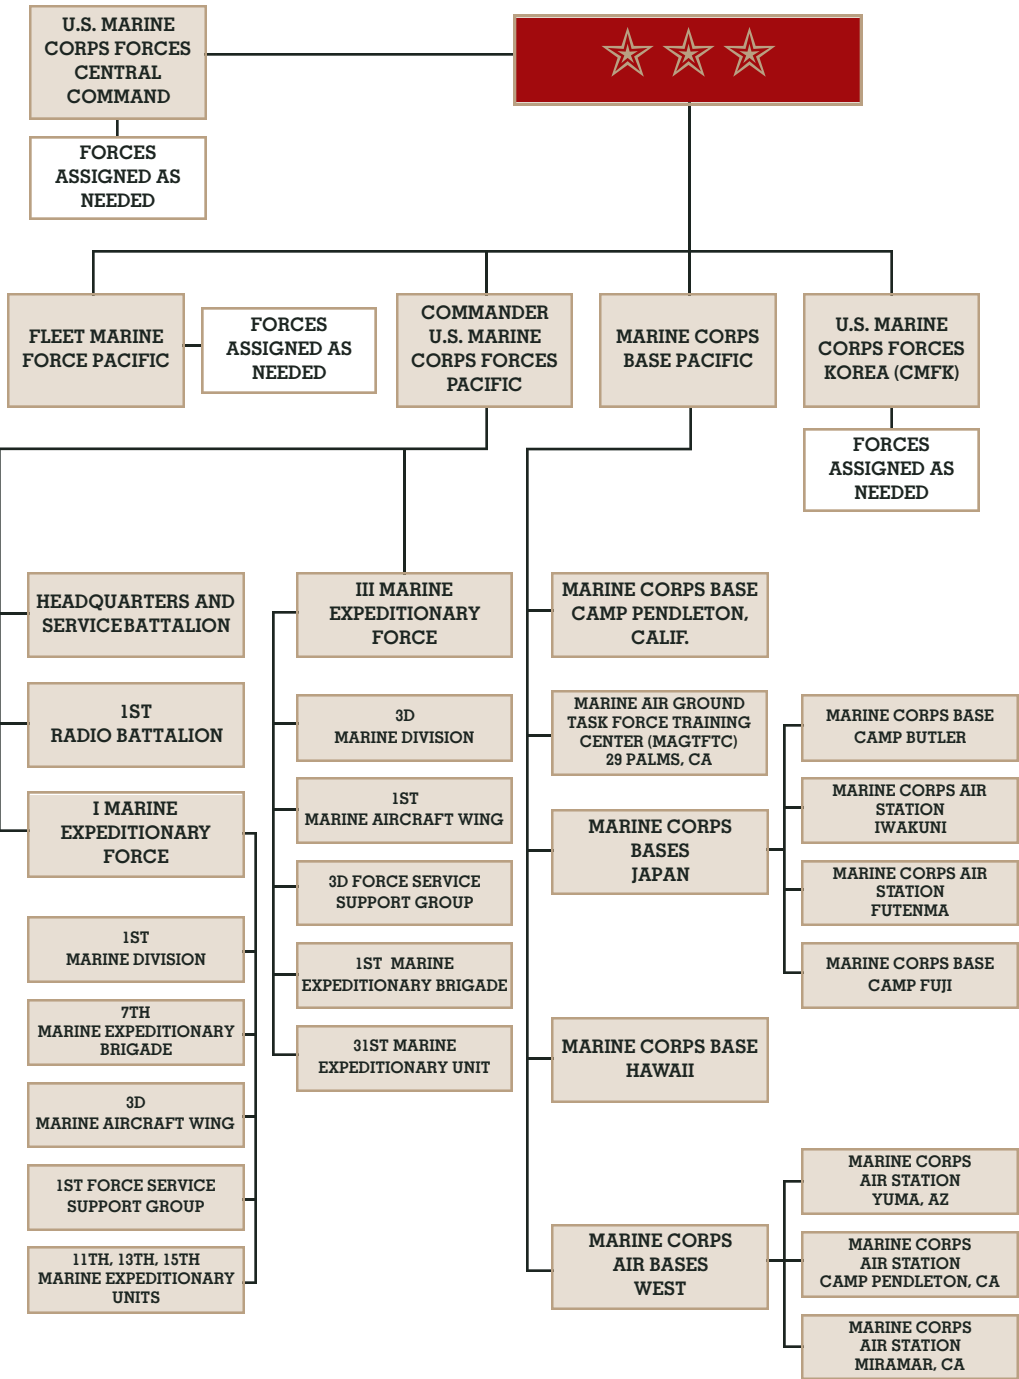 U.S. MARINE
CORPS FORCES
CENTRAL
COMMAND
FORCES
ASSIGNED AS
NEEDED
FLEET MARINE
FORCE PACIFIC
FORCES
ASSIGNED AS
NEEDED
COMMANDER
U.S. MARINE
CORPS FORCES
PACIFIC
MARINE CORPS
BASE PACIFIC
U.S. MARINE
CORPS FORCES
KOREA (CMFK)
FORCES
ASSIGNED AS
NEEDED
HEADQUARTERS AND
SERVICE BATTALION
1ST
RADIO BATTALION
I MARINE
EXPEDITIONARY
FORCE
1ST
MARINE DIVISION
7TH
MARINE EXPEDITIONARY
BRIGADE
3D
MARINE AIRCRAFT WING
1ST FORCE SERVICE
SUPPORT GROUP
11TH, 13TH, 15TH
MARINE EXPEDITIONARY
UNITS
III MARINE
EXPEDITIONARY
FORCE
3D
MARINE DIVISION
1ST
MARINE AIRCRAFT WING
3D FORCE SERVICE
SUPPORT GROUP
1ST MARINE
EXPEDITIONARY BRIGADE
31ST MARINE
EXPEDITIONARY UNIT
MARINE CORPS BASE
CAMP PENDLETON,
CALIF.
MARINE AIR GROUND
TASK FORCE TRAINING
CENTER (MAGTFTC)
29 PALMS, CA
MARINE CORPS
BASES
JAPAN
MARINE CORPS BASE
CAMP BUTLER
MARINE CORPS AIR
STATION
IWAKUNI
MARINE CORPS AIR
STATION
FUTENMA
MARINE CORPS BASE
CAMP FUJI
MARINE CORPS BASE
HAWAII
MARINE CORPS
AIR BASES
WEST
MARINE CORPS
AIR STATION
YUMA, AZ
MARINE CORPS
AIR STATION
CAMP PENDLETON, CA
MARINE CORPS
AIR STATION
MIRAMAR, CA